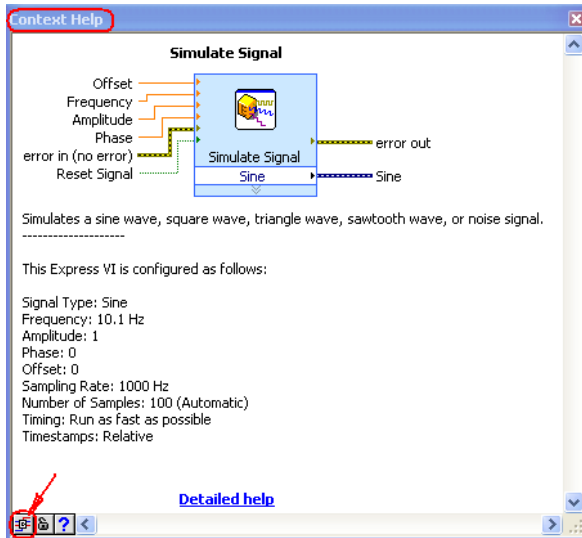 Context Help
Simulate Signal
Offset
Frequency
Amplitude
Phase
error in (no error)
Reset Signal
Simulate Signal
Sine
error out
Sine
Simulates a sine wave, square wave, triangle wave, sawtooth wave, or noise signal.
--------------------
This Express VI is configured as follows:
Signal Type: Sine
Frequency: 10.1 Hz
Amplitude: 1
Phase: 0
Offset: 0
Sampling Rate: 1000 Hz
Number of Samples: 100 (Automatic)
Timing: Run as fast as possible
Timestamps: Relative
Detailed help
?